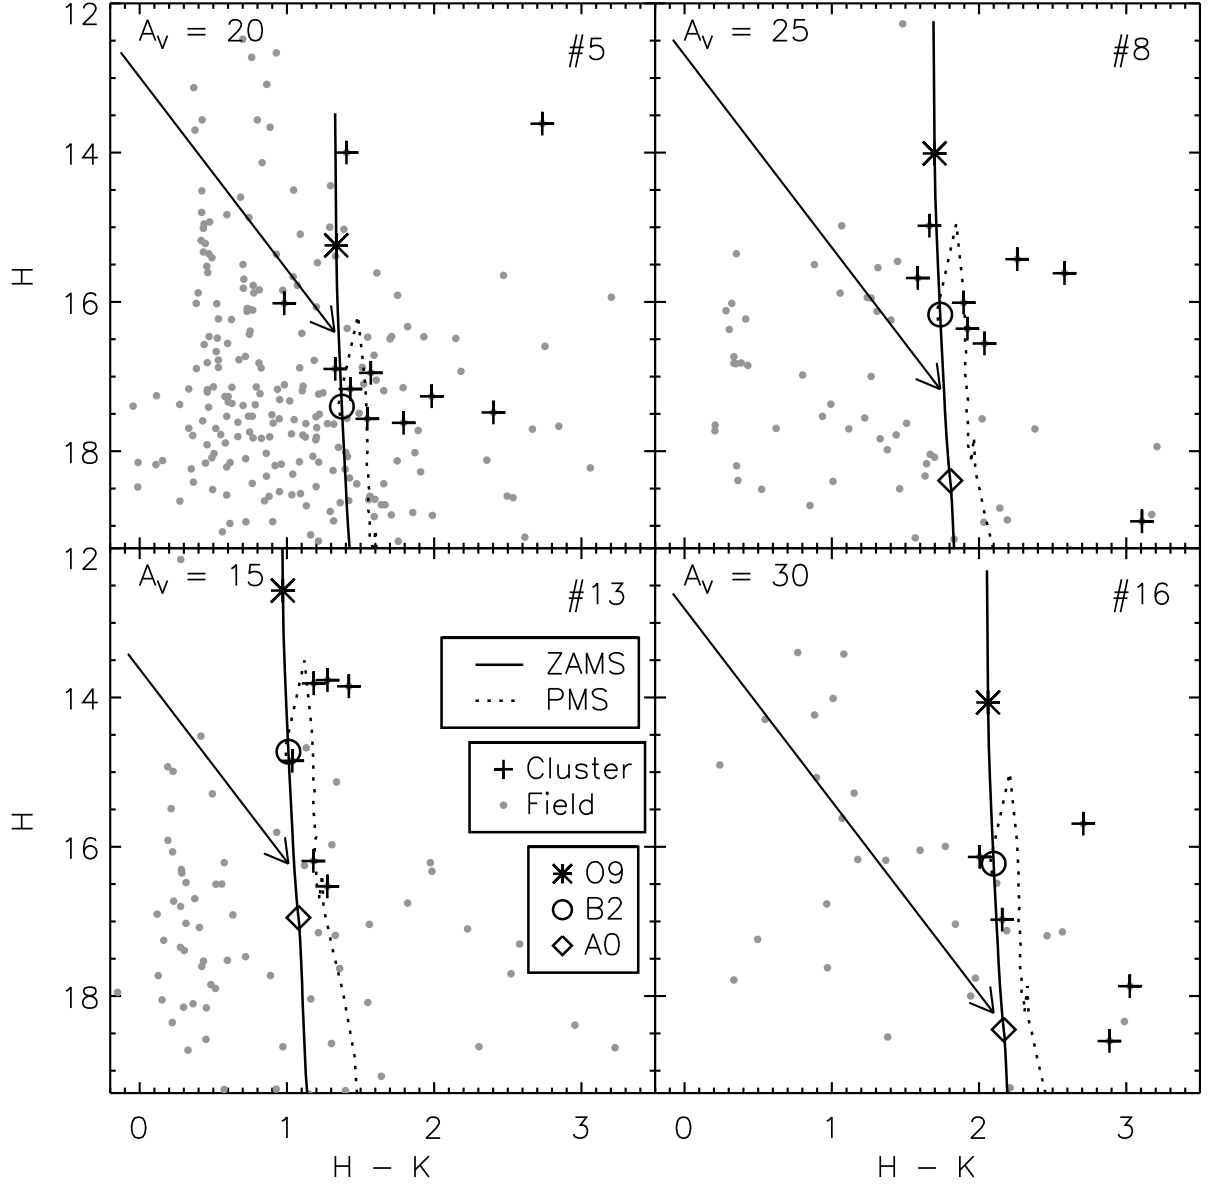 12
14
16
18
H
A_V = 20
#5
A_V = 25
#8
12
14
16
18
H
A_V = 15
#13
ZAMS
PMS
Cluster
Field
O9
B2
A0
A_V = 30
#16
0 1 2 3
H – K
0 1 2 3
H – K